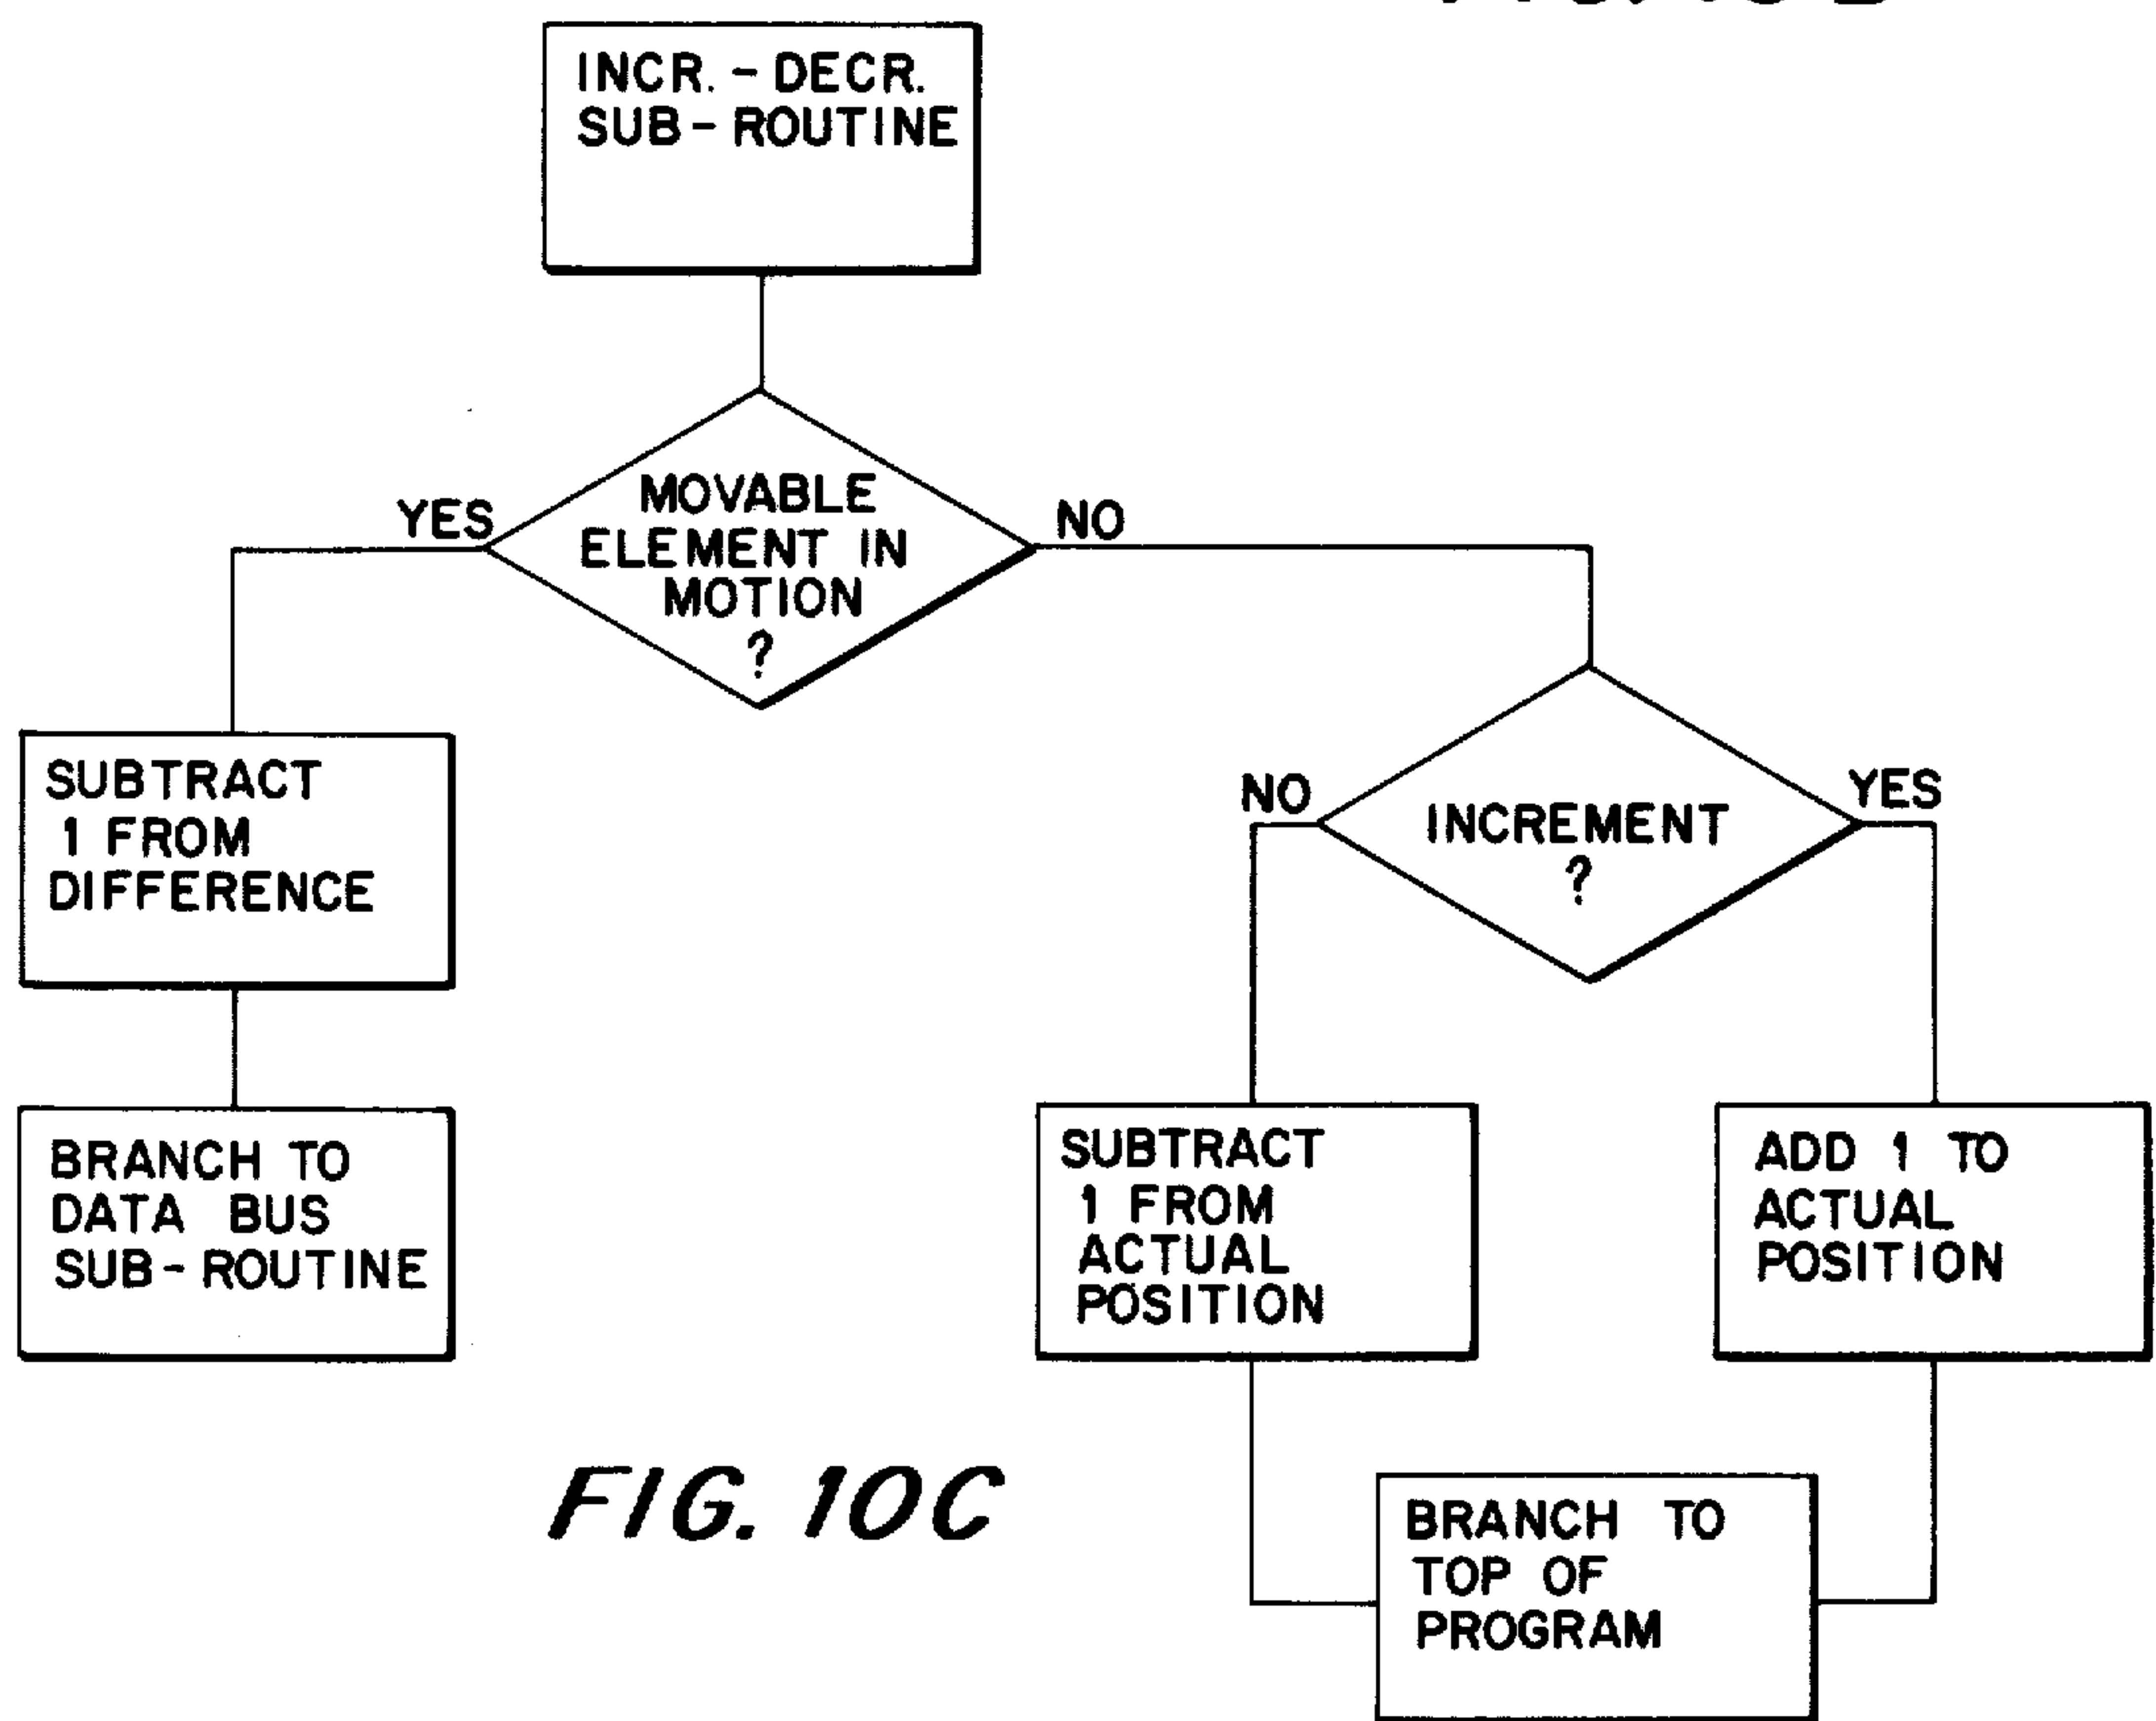 INCR. - DECR.
SUB - ROUTINE
MOVABLE
ELEMENT IN
MOTION
?
YES
NO
SUBTRACT
1 FROM
DIFFERENCE
BRANCH TO
DATA BUS
SUB - ROUTINE
INCREMENT
?
NO
YES
SUBTRACT
1 FROM
ACTUAL
POSITION
ADD 1 TO
ACTUAL
POSITION
BRANCH TO
TOP OF
PROGRAM
FIG. 10C